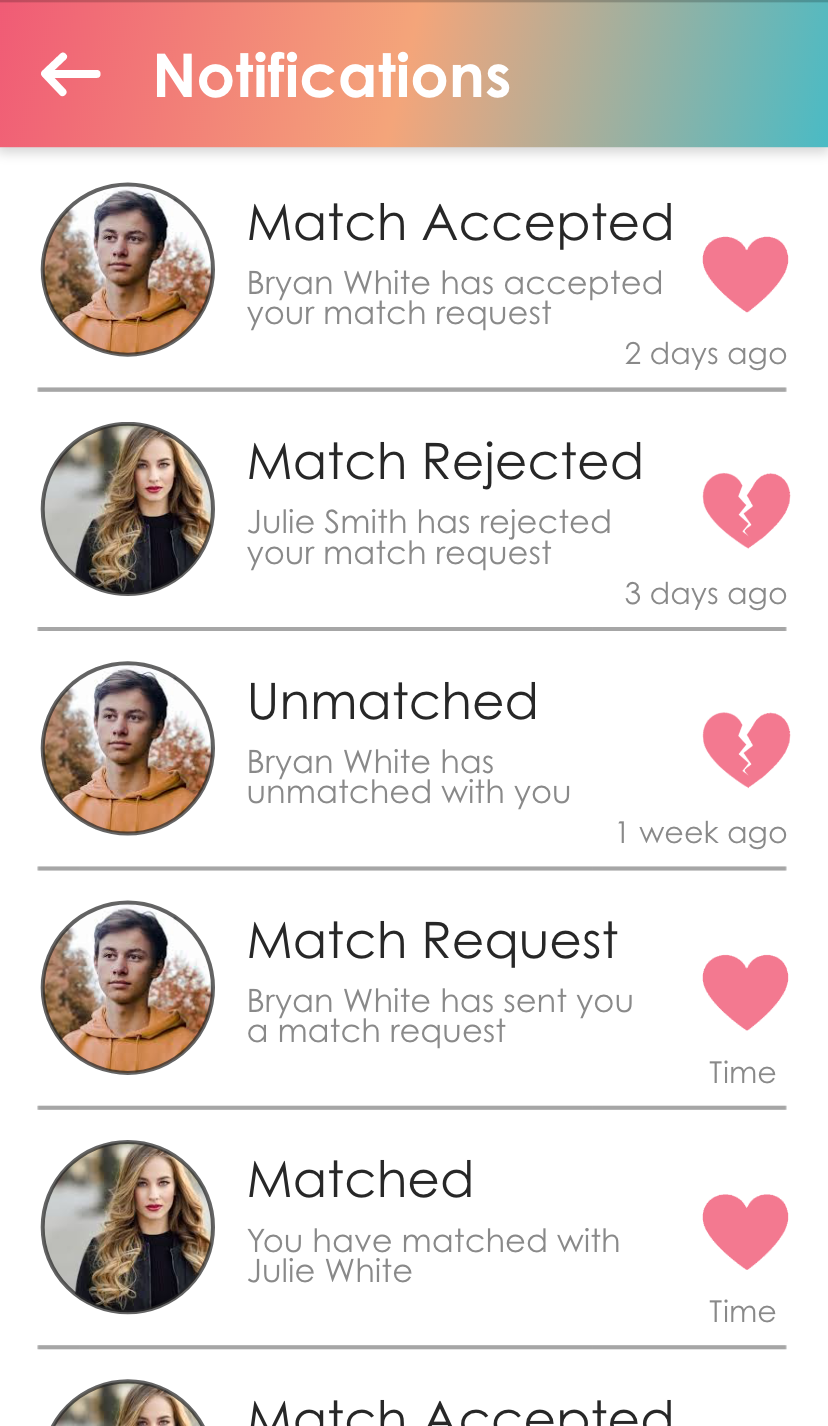 Notifications
Match Accepted
Bryan White has accepted
your match request
2 days ago
Match Rejected
Julie Smith has rejected
your match request
3 days ago
Unmatched
Bryan White has
unmatched with you
1 week ago
Match Request
Bryan White has sent you
a match request
Time
Matched
You have matched with
Julie White
Time
Match Accepted